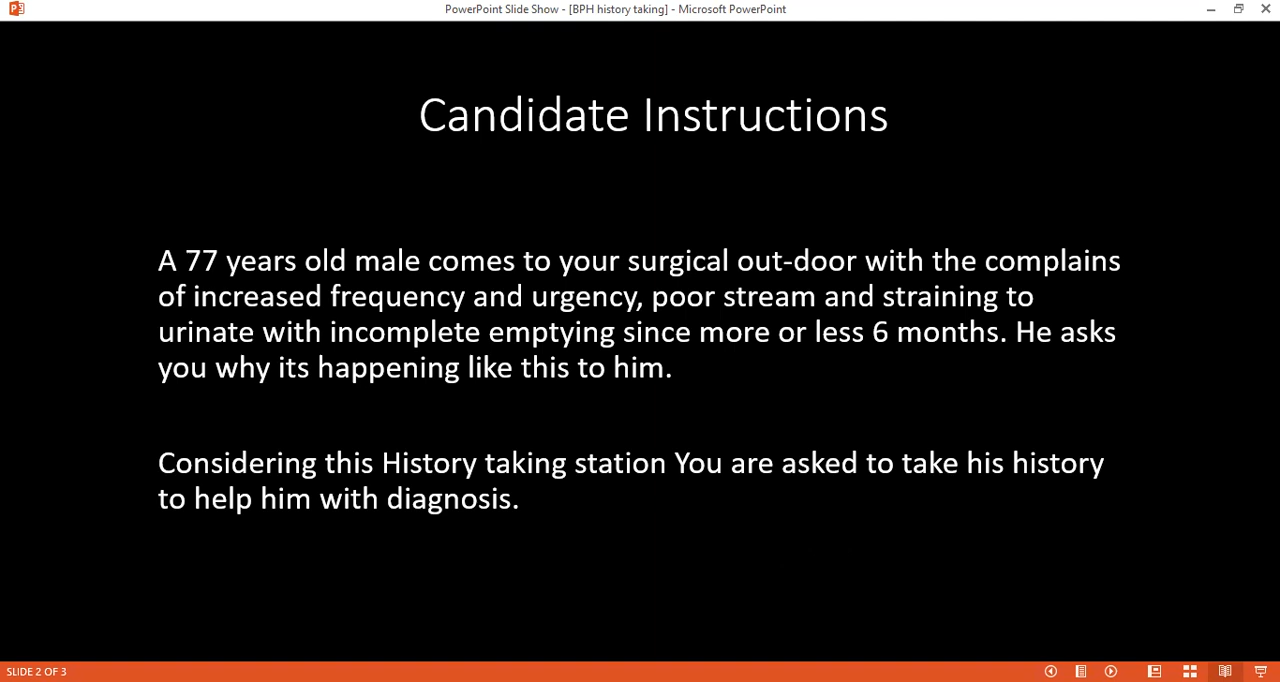 PowerPoint Slide Show - [BPH history taking] - Microsoft PowerPoint
Candidate Instructions
A 77 years old male comes to your surgical out-door with the complains
of increased frequency and urgency, poor stream and straining to
urinate with incomplete emptying since more or less 6 months. He asks
you why its happening like this to him.
Considering this History taking station You are asked to take his history
to help him with diagnosis.
SLIDE 2 OF 3